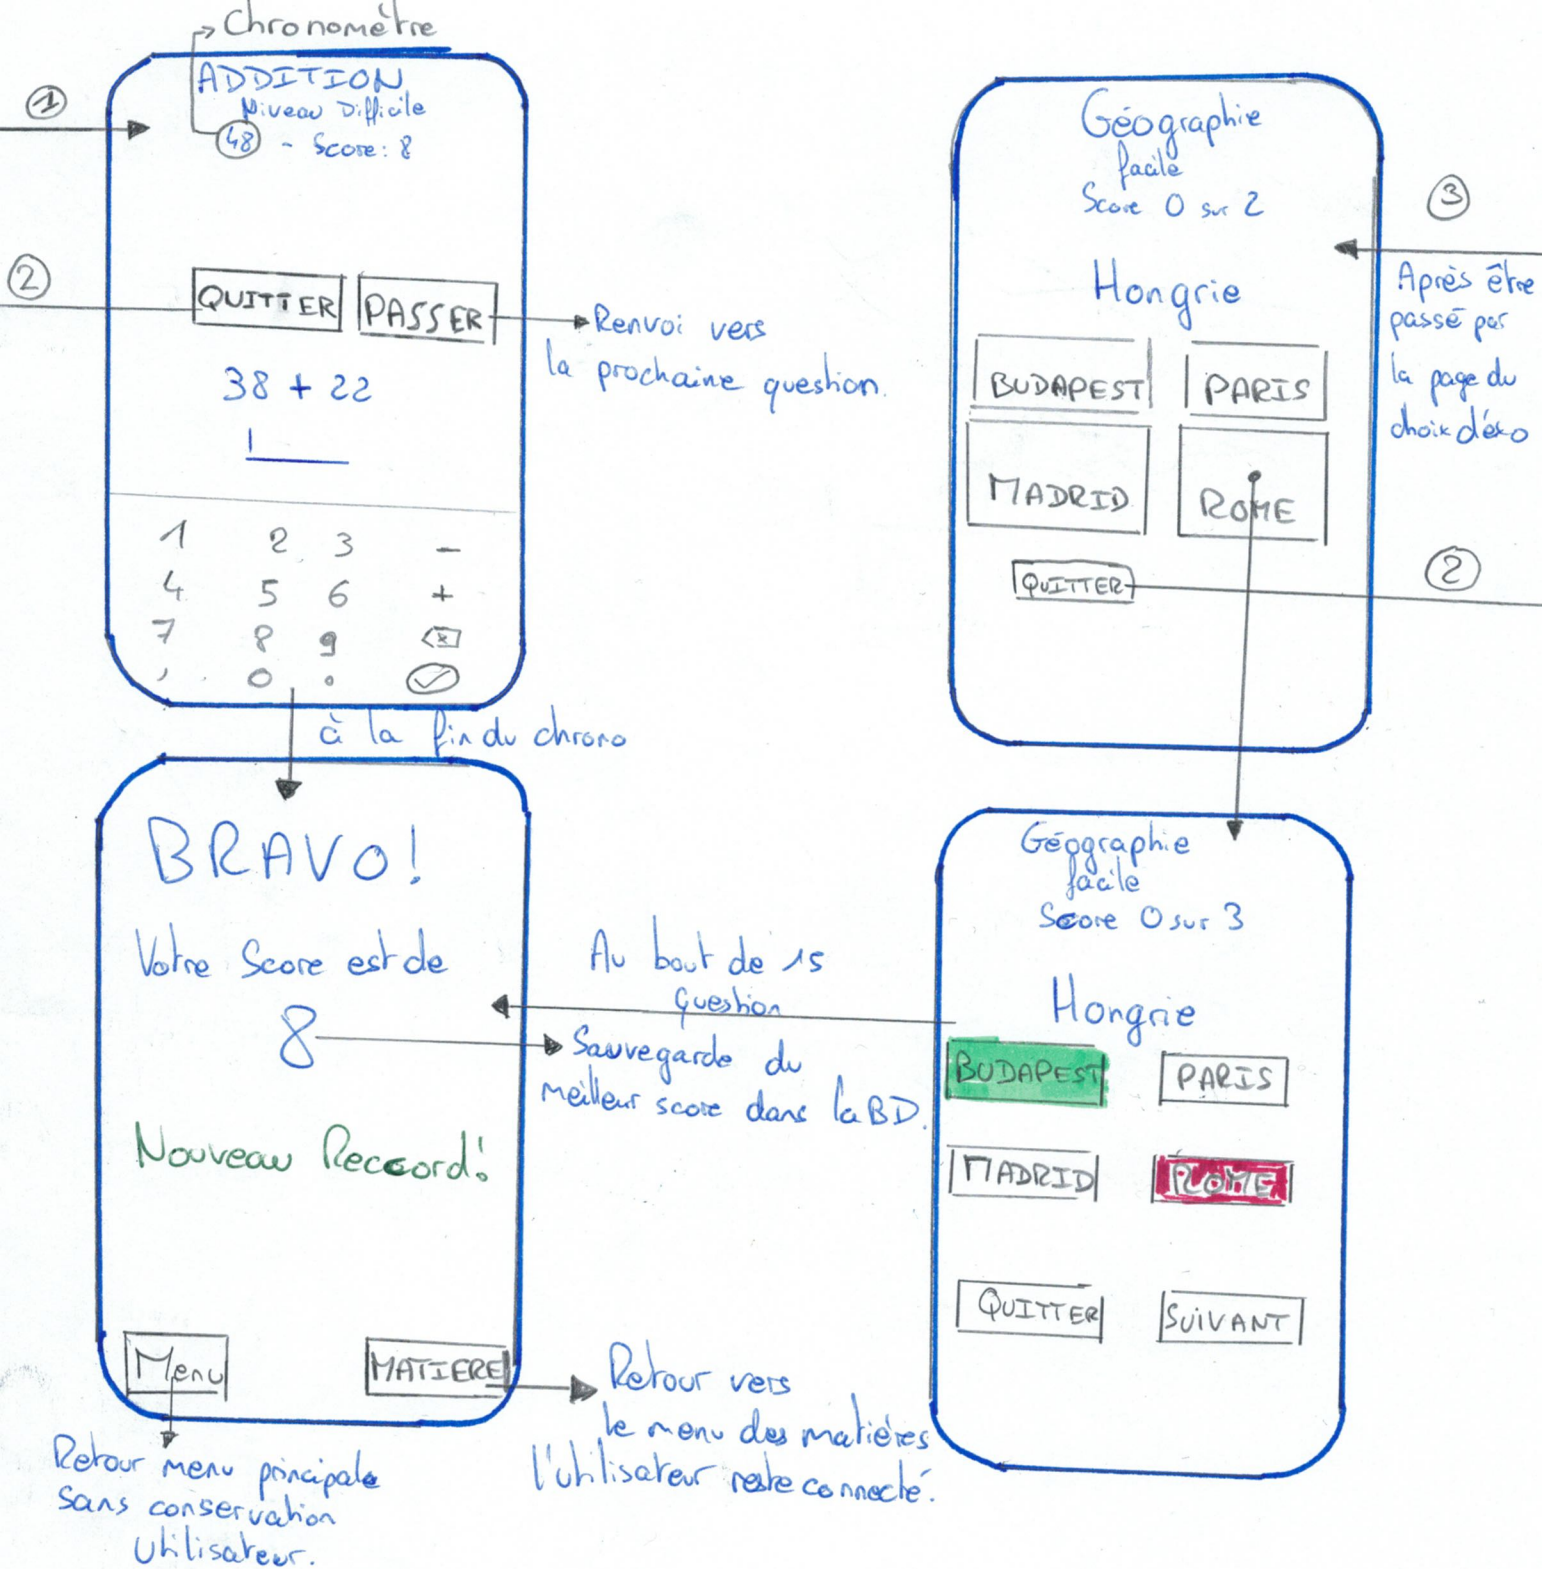 Chronomètre
①
ADDITION
Niveau Difficile
48 - Score: 8
②
QUITTER PASSER
Renvoi vers
la prochaine question.
38 + 22
1 2 3 -
4 5 6 +
7 8 9
, 0 .
à la fin du chrono
BRAVO!
Votre Score est de
8
Nouveau Reccord!
Menu MATIERE
Retour menu principale
sans conservation
Utilisateur.
Retour vers
le menu des matières
l'utilisateur reste connecté.
Au bout de 15
question
Sauvegarde du
meilleur score dans la BD.
Géographie
facile
Score 0 sur 2
Hongrie
BUDAPEST PARIS
MADRID ROME
QUITTER
③
Après être
passé par
la page du
choix d'exo
②
Géographie
facile
Score 0 sur 3
Hongrie
BUDAPEST PARIS
MADRID ROME
QUITTER SUIVANT